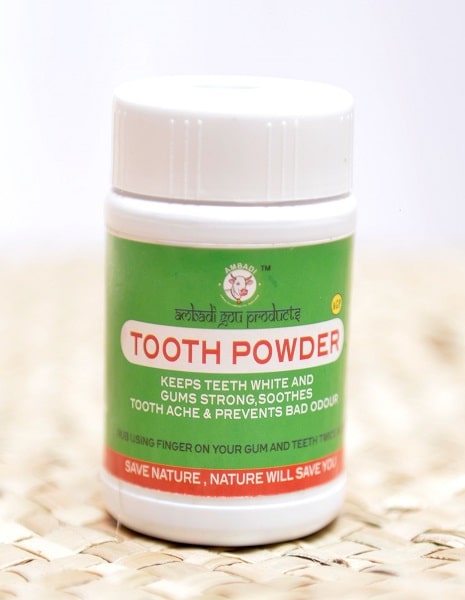 AMBADI
TM
ambadi gou products
TOOTH POWDER
KEEPS TEETH WHITE AND
GUMS STRONG,SOOTHES
TOOTH ACHE & PREVENTS BAD ODOUR
RUB USING FINGER ON YOUR GUM AND TEETH TWICE
SAVE NATURE , NATURE WILL SAVE YOU